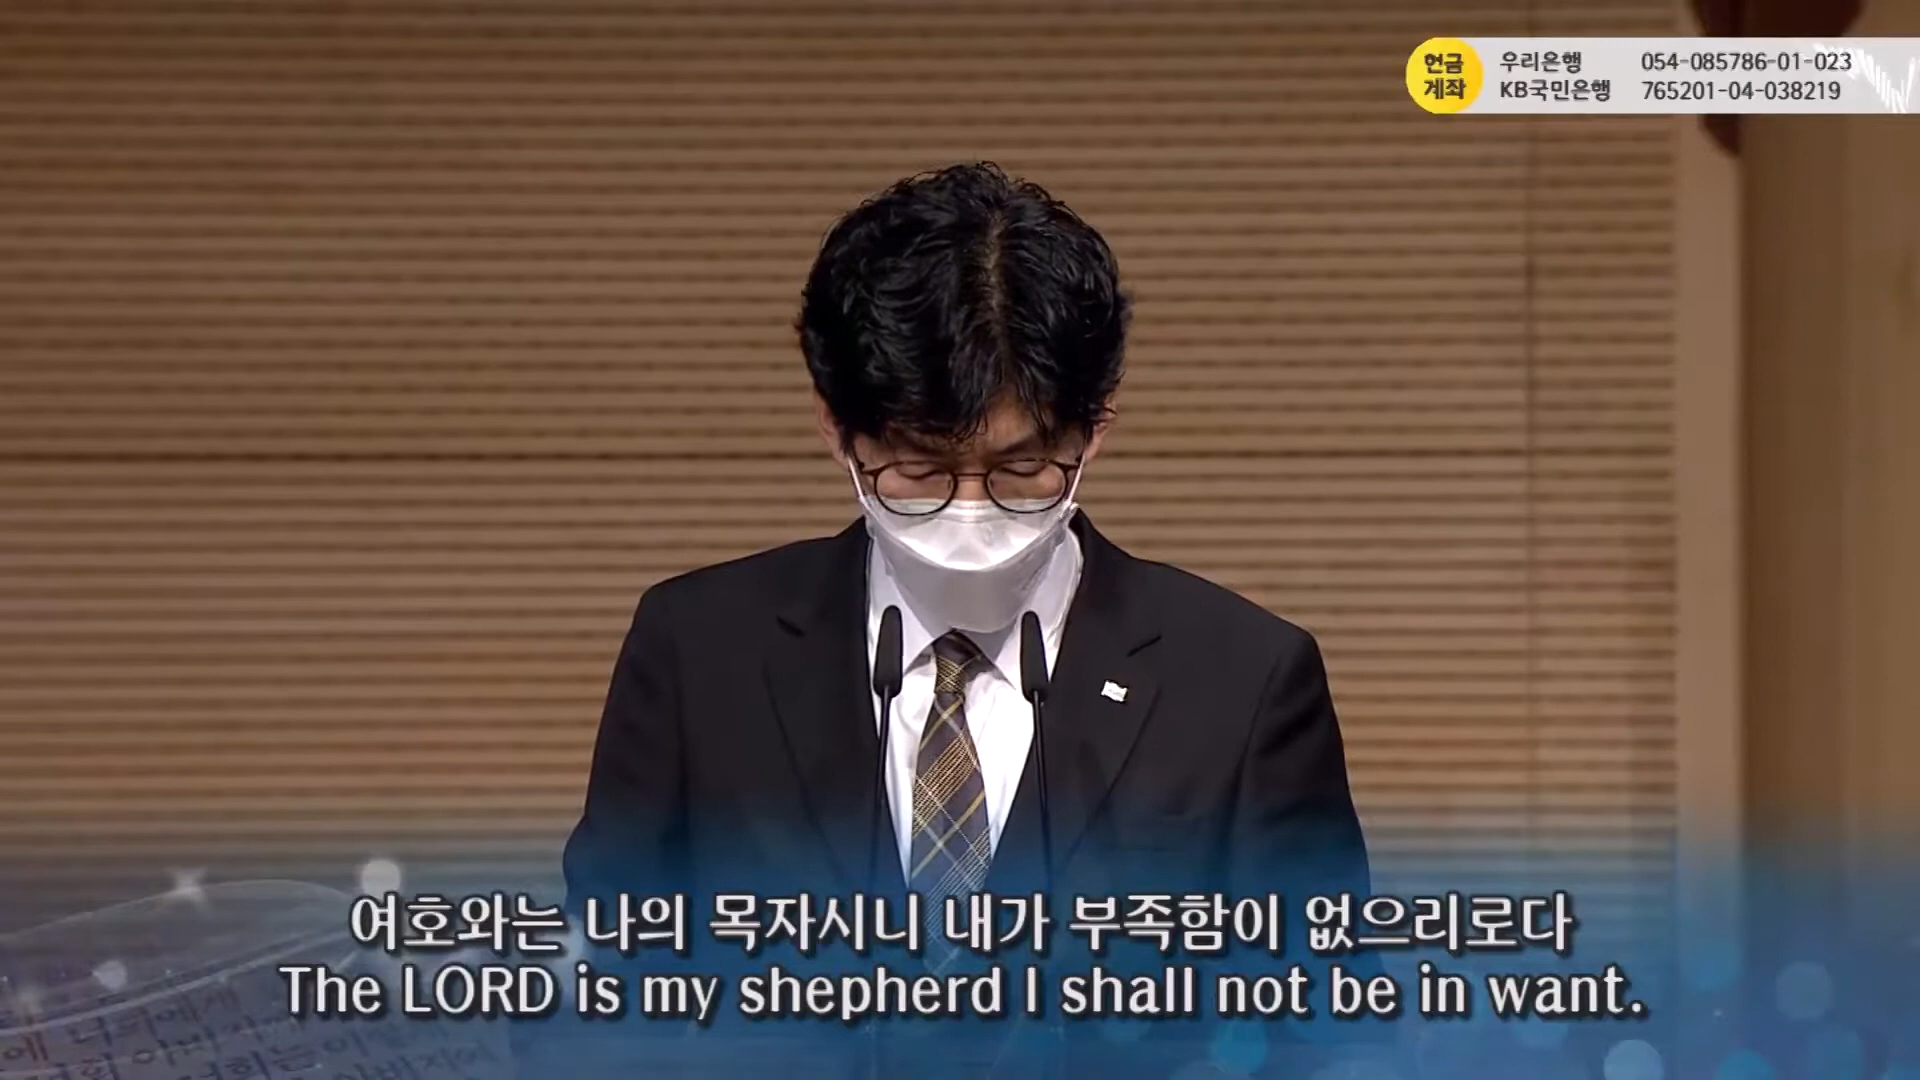 헌금
계좌
우리은행 054-085786-01-023
KB국민은행 765201-04-038219
여호와는 나의 목자시니 내가 부족함이 없으리로다
The LORD is my shepherd I shall not be in want.